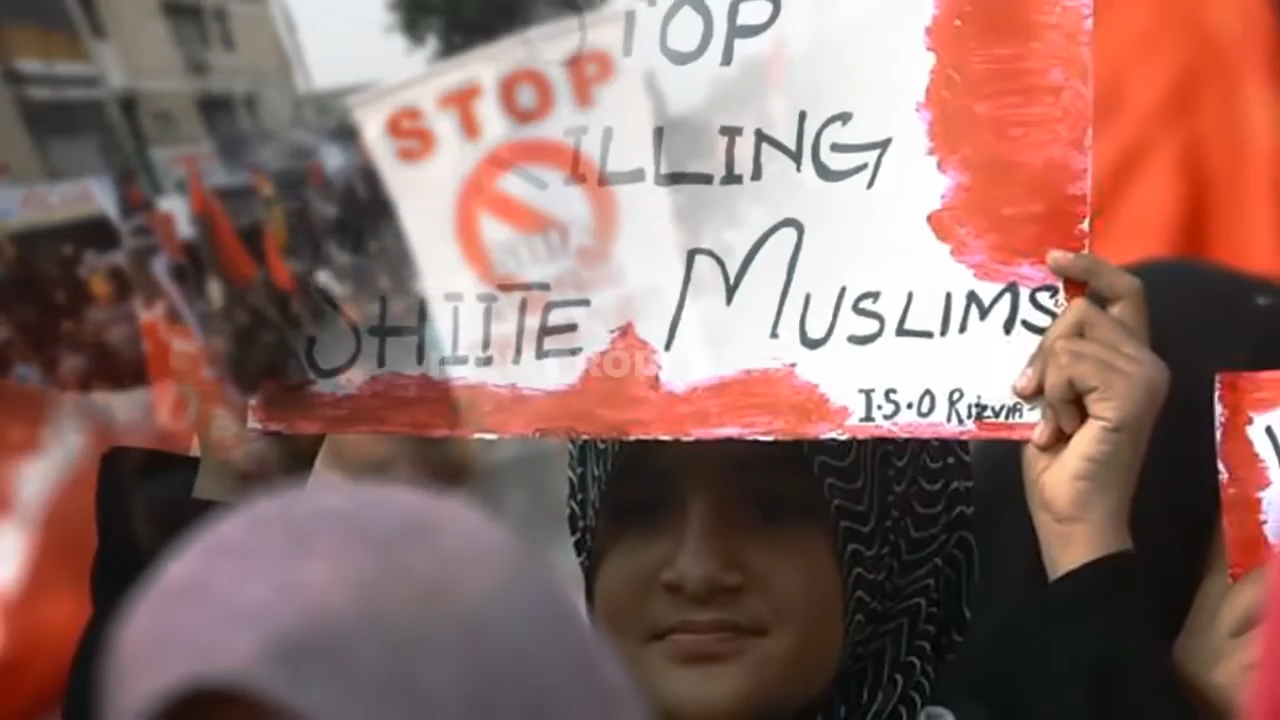 STOP
TOP
ILLING
SHIITE MUSLIMS
I.S.O RIZVIA